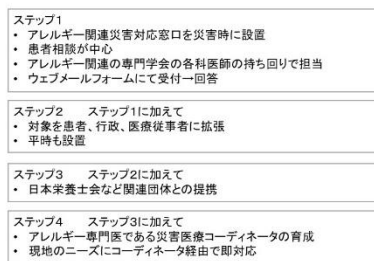 ステップ1
・ アレルギー関連災害対応窓口を災害時に設置
・ 患者相談が中心
・ アレルギー関連の専門学会の各科医師の持ち回りで担当
・ ウェブメールフォームにて受付→回答
ステップ2　ステップ1に加えて
・ 対象を患者、行政、医療従事者に拡張
・ 平時も設置
ステップ3　ステップ2に加えて
・ 日本栄養士会など関連団体との提携
ステップ4　ステップ3に加えて
・ アレルギー専門医である災害医療コーディネータの育成
・ 現地のニーズにコーディネータ経由で即対応